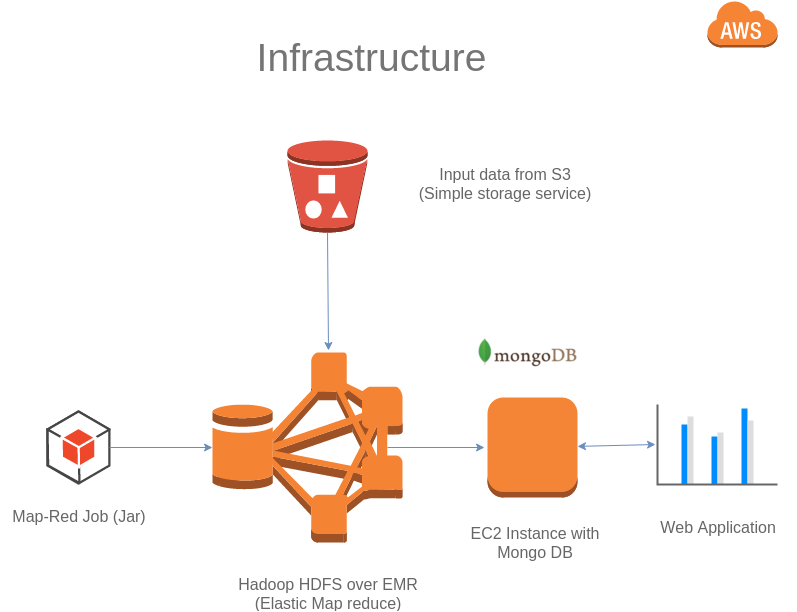 AWS
Infrastructure
Input data from S3
(Simple storage service)
mongoDB
Map-Red Job (Jar)
EC2 Instance with
Mongo DB
Web Application
Hadoop HDFS over EMR
(Elastic Map reduce)